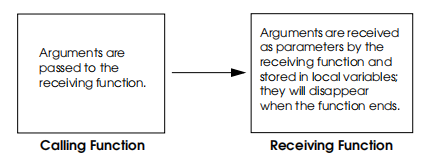 Arguments are
passed to the
receiving function.
Arguments are received
as parameters by the
receiving function and
stored in local variables;
they will disappear
when the function ends.
Calling Function
Receiving Function